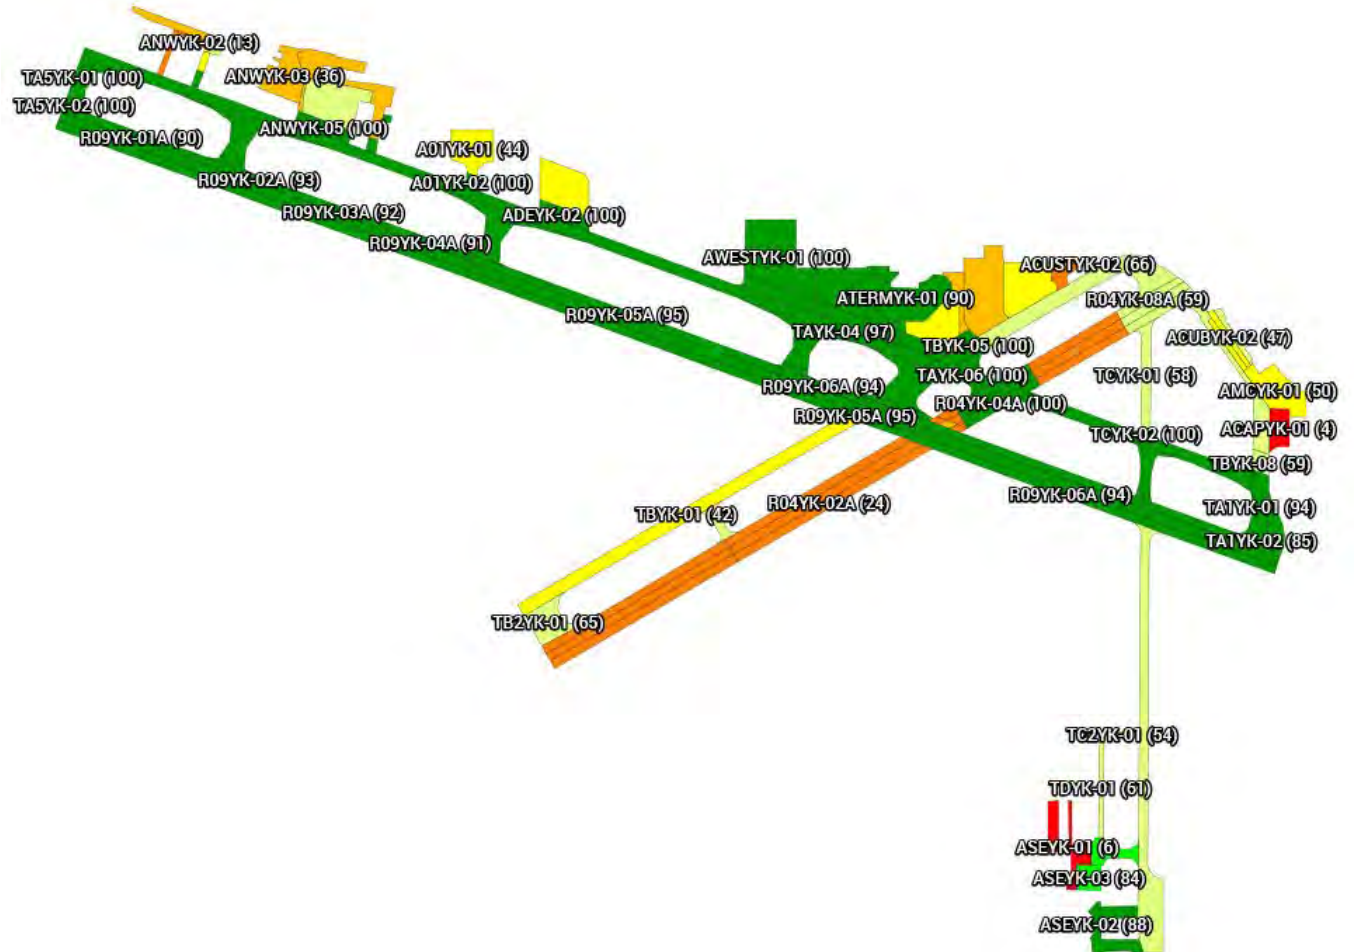 ANWYK-02 (13)
TA5YK-01 (100)
ANWYK-03 (36)
TA5YK-02 (100)
R09YK-01A (90)
ANWYK-05 (100)
A01YK-01 (44)
R09YK-02A (93)
A01YK-02 (100)
R09YK-03A (92)
ADEYK-02 (100)
R09YK-04A (91)
AWESTYK-01 (100)
ACUSTYK-02 (66)
ATERMYK-01 (90)
R04YK-08A (59)
R09YK-05A (95)
TAYK-04 (97)
TBYK-05 (100)
ACUBYK-02 (47)
TAYK-06 (100)
TCYK-01 (58)
R09YK-06A (94)
AMCYK-01 (50)
R04YK-04A (100)
R09YK-05A (95)
ACAPYK-01 (4)
TCYK-02 (100)
TBYK-08 (59)
R09YK-06A (94)
R04YK-02A (24)
TA1YK-01 (94)
TBYK-01 (42)
TA1YK-02 (85)
TB2YK-01 (65)
TC2YK-01 (54)
TDYK-01 (61)
ASEYK-01 (6)
ASEYK-03 (84)
ASEYK-02 (88)